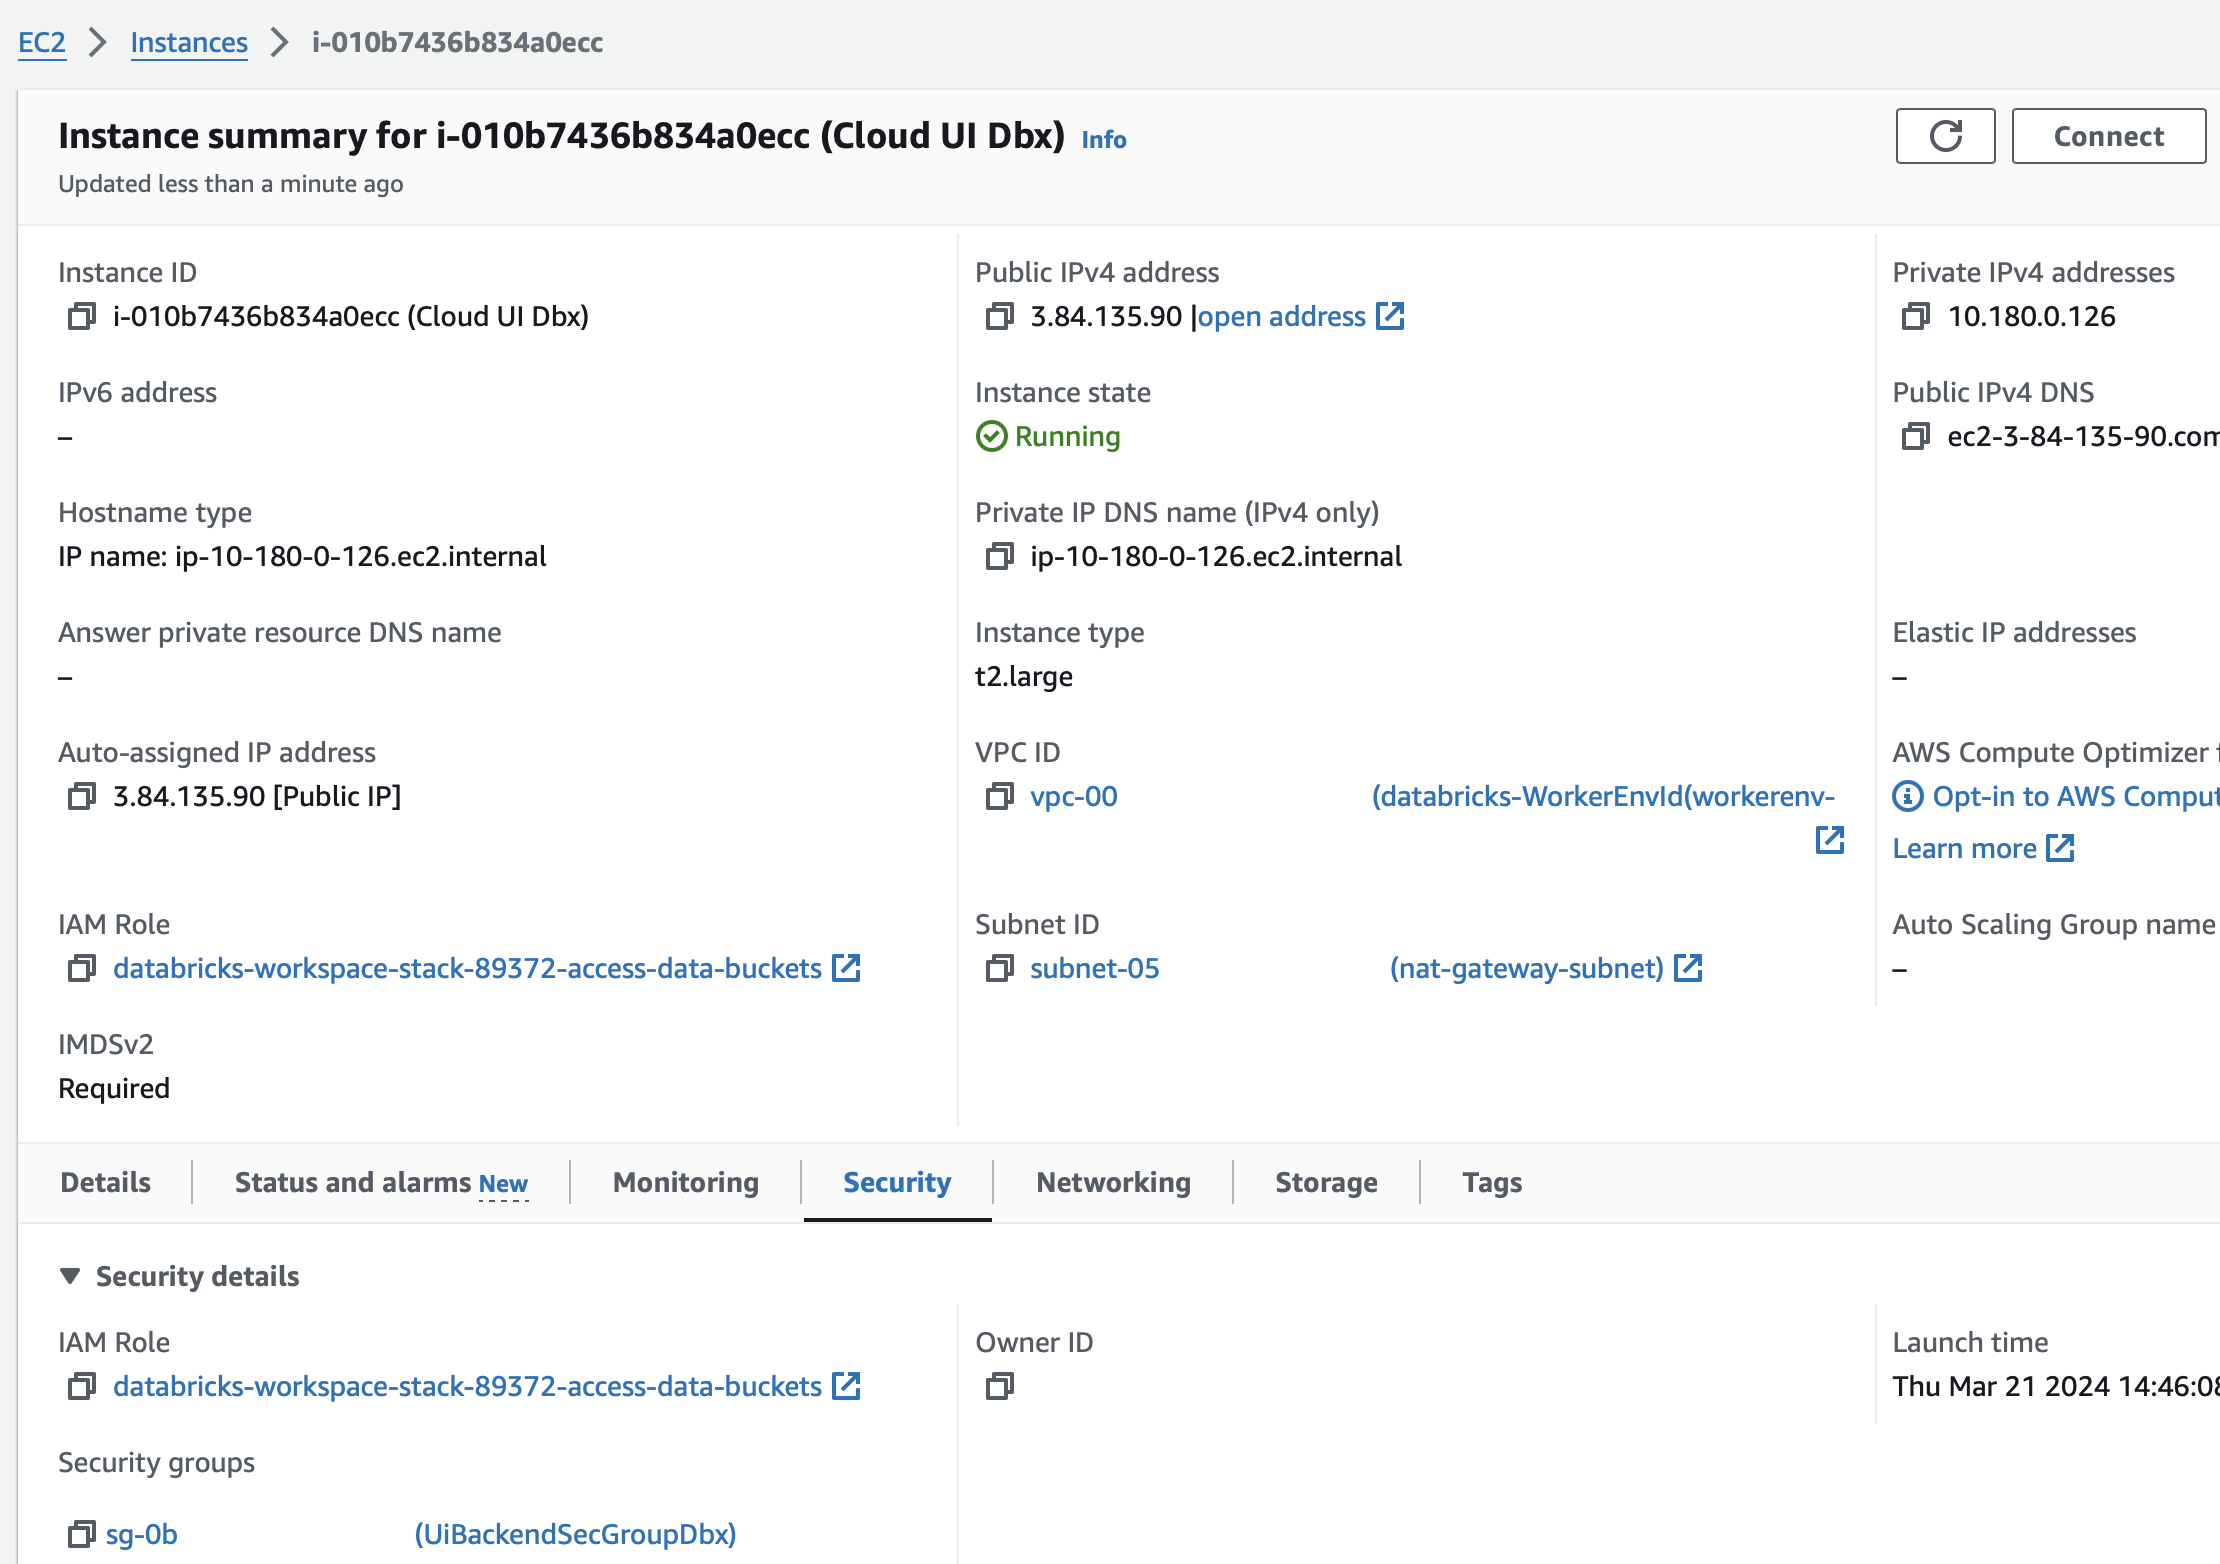 EC2 > Instances > i-010b7436b834a0ecc
Instance summary for i-010b7436b834a0ecc (Cloud UI Dbx) Info
Connect
Updated less than a minute ago
Instance ID
i-010b7436b834a0ecc (Cloud UI Dbx)
Public IPv4 address
3.84.135.90 |open address
Private IPv4 addresses
10.180.0.126
IPv6 address
–
Instance state
Running
Public IPv4 DNS
ec2-3-84-135-90.com
Hostname type
IP name: ip-10-180-0-126.ec2.internal
Private IP DNS name (IPv4 only)
ip-10-180-0-126.ec2.internal
Answer private resource DNS name
–
Instance type
t2.large
Elastic IP addresses
–
Auto-assigned IP address
3.84.135.90 [Public IP]
VPC ID
vpc-00 (databricks-WorkerEnvId(workerenv-
AWS Compute Optimizer f
Opt-in to AWS Comput
Learn more
IAM Role
databricks-workspace-stack-89372-access-data-buckets
Subnet ID
subnet-05 (nat-gateway-subnet)
Auto Scaling Group name
–
IMDSv2
Required
Details
Status and alarms New
Monitoring
Security
Networking
Storage
Tags
Security details
IAM Role
databricks-workspace-stack-89372-access-data-buckets
Owner ID
Launch time
Thu Mar 21 2024 14:46:08
Security groups
sg-0b (UiBackendSecGroupDbx)